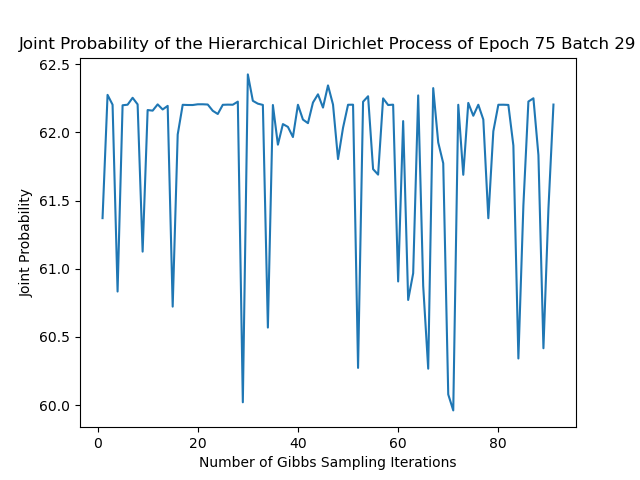 Joint Probability of the Hierarchical Dirichlet Process of Epoch 75 Batch 29
62.5
62.0
61.5
61.0
60.5
60.0
Joint Probability
0 20 40 60 80
Number of Gibbs Sampling Iterations